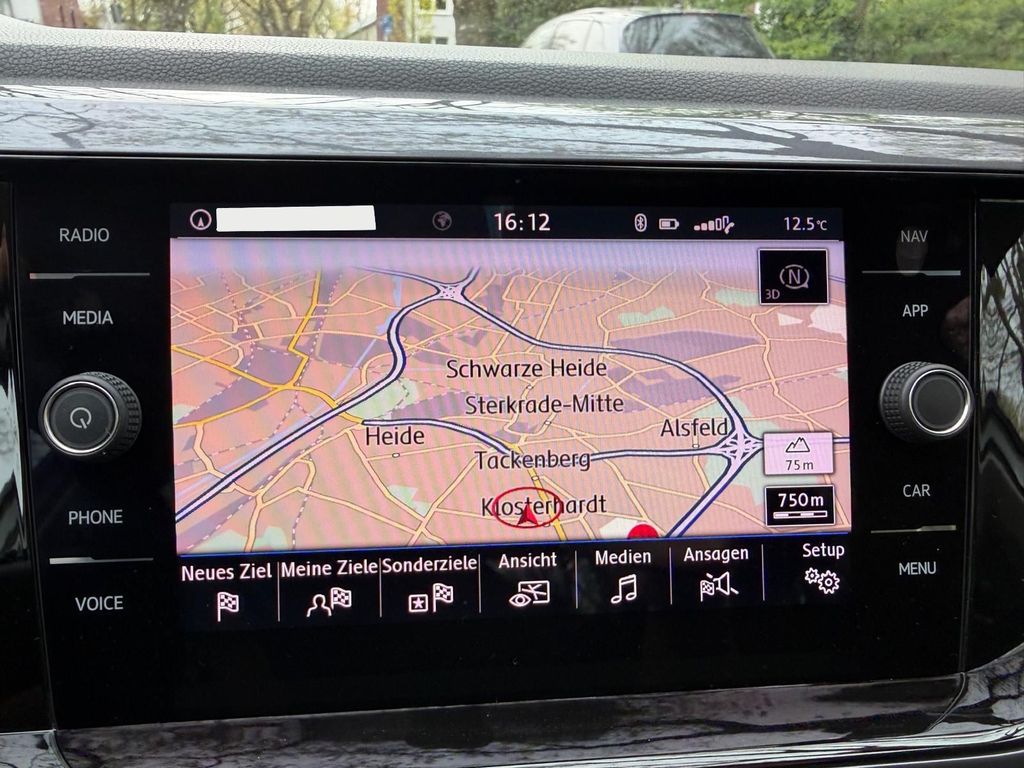 RADIO
MEDIA
PHONE
VOICE
16:12
12.5°C
N
3D
Schwarze Heide
Sterkrade-Mitte
Alsfeld
Heide
Tackenberg
Klosterhardt
75m
750m
Neues Ziel
Meine Ziele
Sonderziele
Ansicht
Medien
Ansagen
Setup
NAV
APP
CAR
MENU